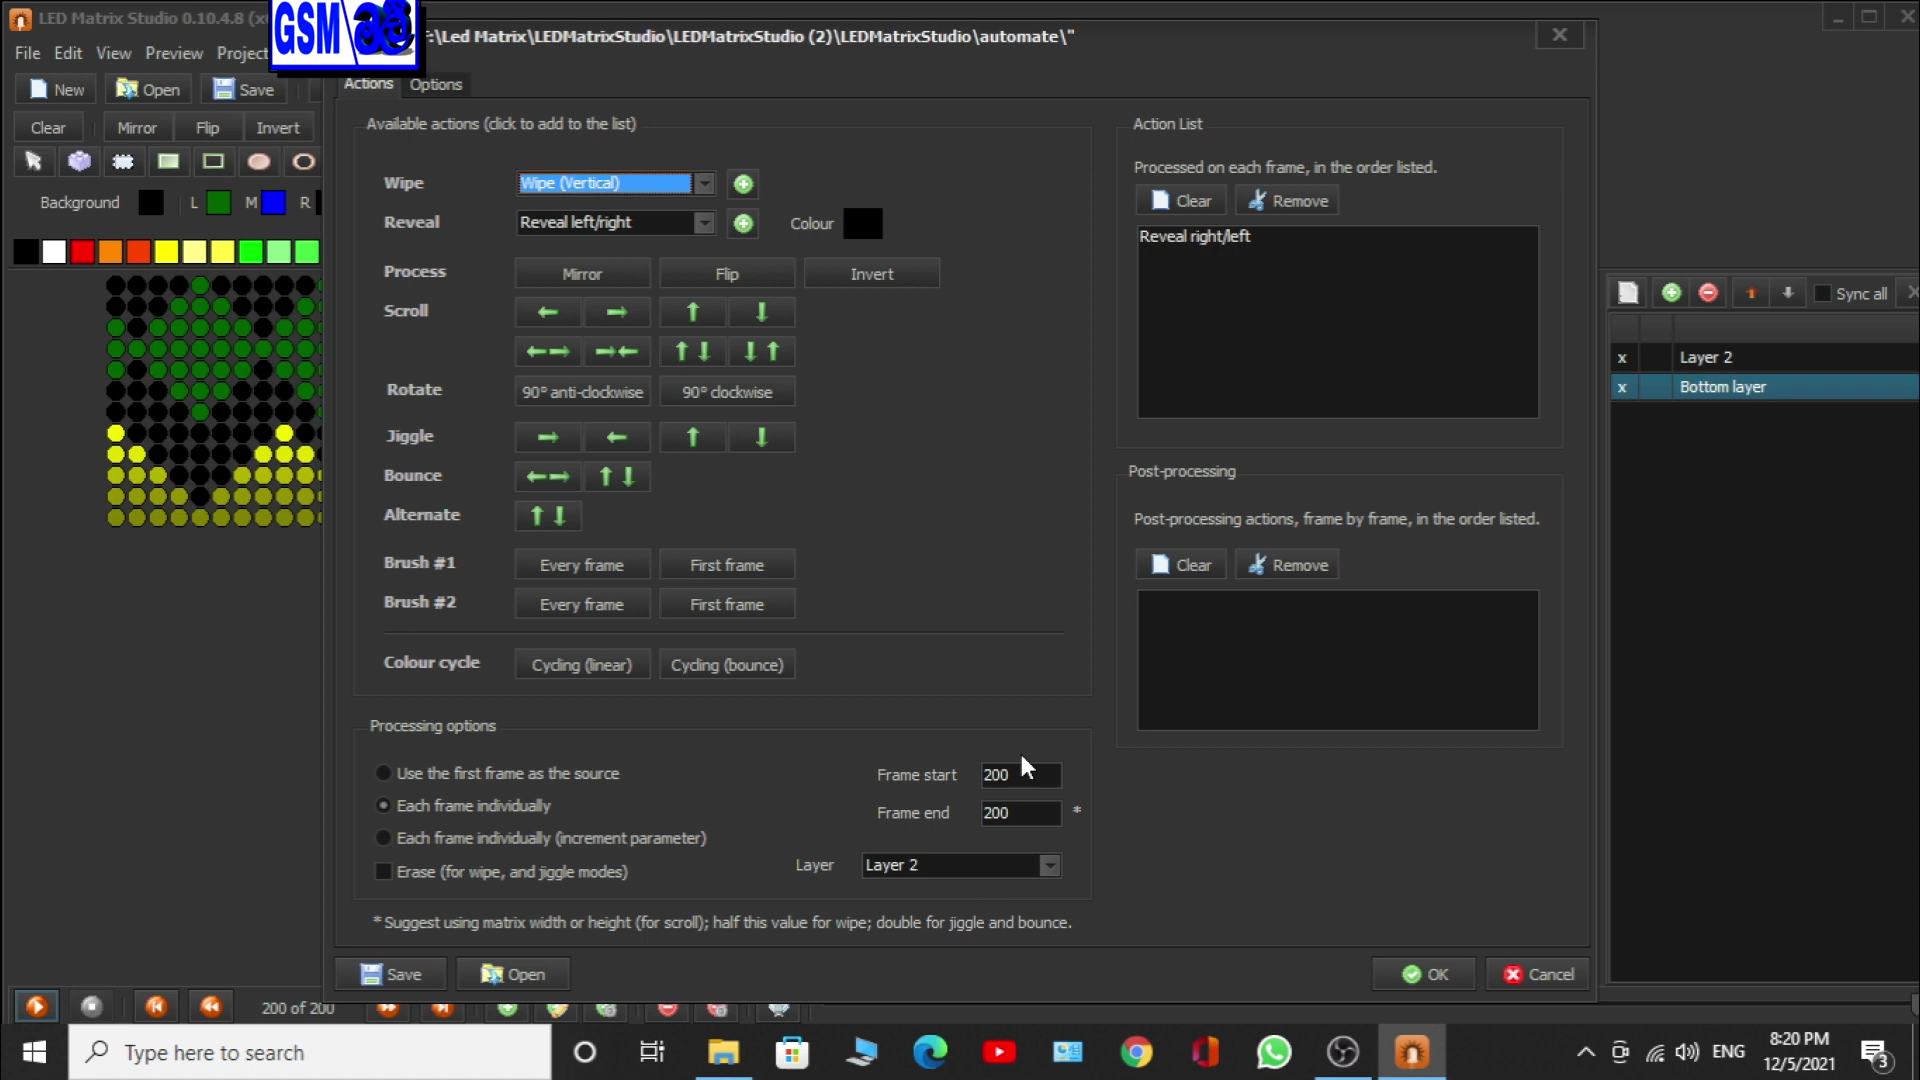 LED Matrix Studio 0.10.4.8
GSM\අපි
:\Led Matrix\LEDMatrixStudio\LEDMatrixStudio (2)\LEDMatrixStudio\automate\"
File Edit View Preview Project
New Open Save
Clear Mirror Flip Invert
Background L M R
Actions Options
Available actions (click to add to the list)
Wipe Wipe (Vertical)
Reveal Reveal left/right Colour
Process Mirror Flip Invert
Scroll
Rotate 90° anti-clockwise 90° clockwise
Jiggle
Bounce
Alternate
Brush #1 Every frame First frame
Brush #2 Every frame First frame
Colour cycle Cycling (linear) Cycling (bounce)
Processing options
Use the first frame as the source
Each frame individually
Each frame individually (increment parameter)
Erase (for wipe, and jiggle modes)
Frame start 200
Frame end 200 *
Layer Layer 2
* Suggest using matrix width or height (for scroll); half this value for wipe; double for jiggle and bounce.
Action List
Processed on each frame, in the order listed.
Clear Remove
Reveal right/left
Post-processing
Post-processing actions, frame by frame, in the order listed.
Clear Remove
Save Open OK Cancel
Sync all
x Layer 2
x Bottom layer
200 of 200
Type here to search
ENG
8:20 PM
12/5/2021
3